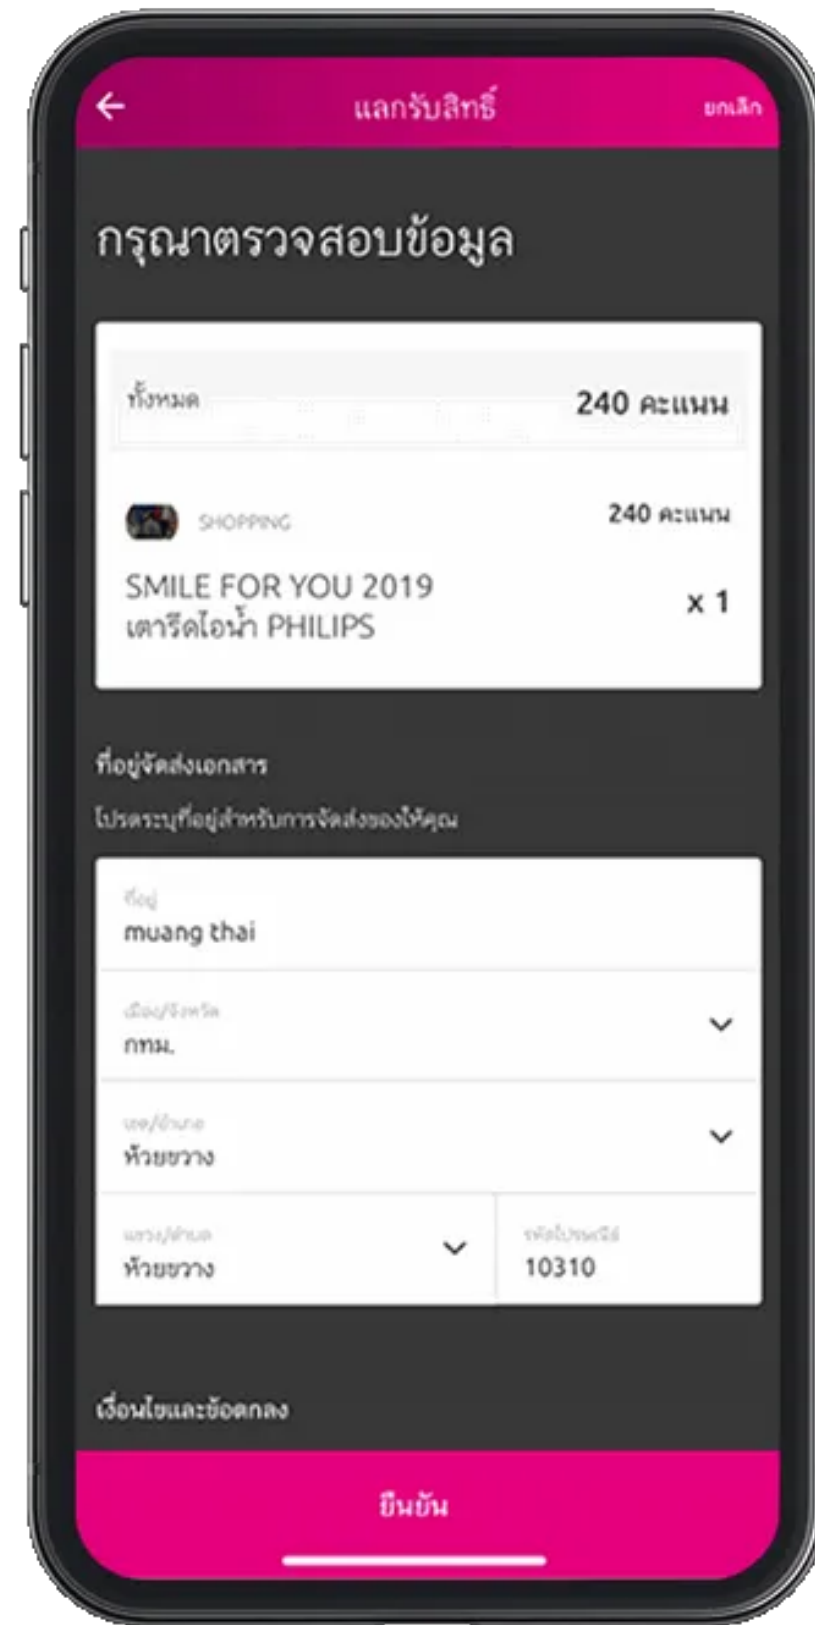 แลกรับสิทธิ์
ยกเลิก
กรุณาตรวจสอบข้อมูล
ทั้งหมด 240 คะแนน
SHOPPING 240 คะแนน
SMILE FOR YOU 2019
เตารีดไอน้ำ PHILIPS
x 1
ที่อยู่จัดส่งเอกสาร
โปรดระบุที่อยู่สำหรับการจัดส่งของให้คุณ
ที่อยู่
muang thai
เมือง/จังหวัด
กทม.
เขต/อำเภอ
ห้วยขวาง
แขวง/ตำบล รหัสไปรษณีย์
ห้วยขวาง 10310
เงื่อนไขและข้อตกลง
ยืนยัน